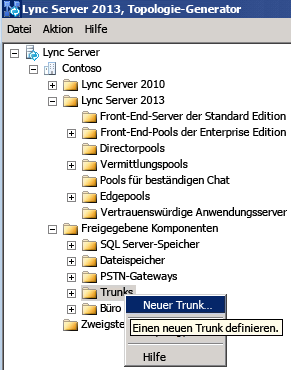 Lync Server 2013, Topologie-Generator
Datei Aktion Hilfe
Lync Server
Contoso
Lync Server 2010
Lync Server 2013
Front-End-Server der Standard Edition
Front-End-Pools der Enterprise Edition
Directorpools
Vermittlungspools
Pools für beständigen Chat
Edgepools
Vertrauenswürdige Anwendungsserver
Freigegebene Komponenten
SQL Server-Speicher
Dateispeicher
PSTN-Gateways
Trunks
Neuer Trunk...
Büro
Einen neuen Trunk definieren.
Zweigste
Hilfe